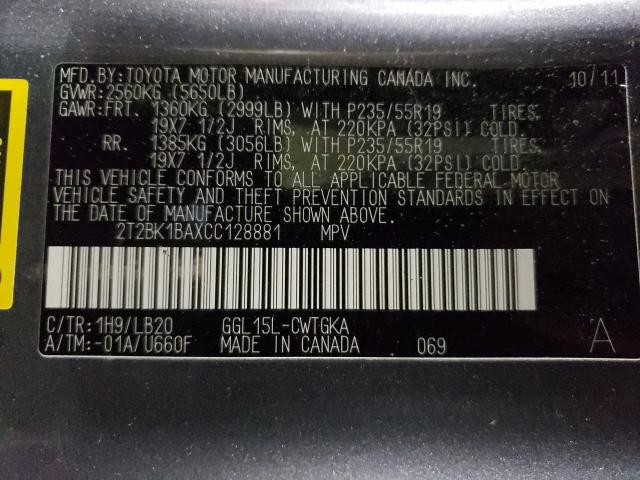 MFD. BY: TOYOTA MOTOR MANUFACTURING CANADA INC. 10/11
GVWR: 2560KG (5650LB)
GAWR: FRT. 1360KG (2999LB) WITH P235/55R19 TIRES,
19X7 1/2J RIMS, AT 220KPA (32PSI) COLD.
RR. 1385KG (3056LB) WITH P235/55R19 TIRES,
19X7 1/2J RIMS, AT 220KPA (32PSI) COLD.
THIS VEHICLE CONFORMS TO ALL APPLICABLE FEDERAL MOTOR
VEHICLE SAFETY AND THEFT PREVENTION STANDARDS IN EFFECT ON
THE DATE OF MANUFACTURE SHOWN ABOVE.
2T2BK1BAXCC128881 MPV
C/TR: 1H9/LB20 GGL15L-CWTGKA
A/TM: -01A/U660F MADE IN CANADA 069 A